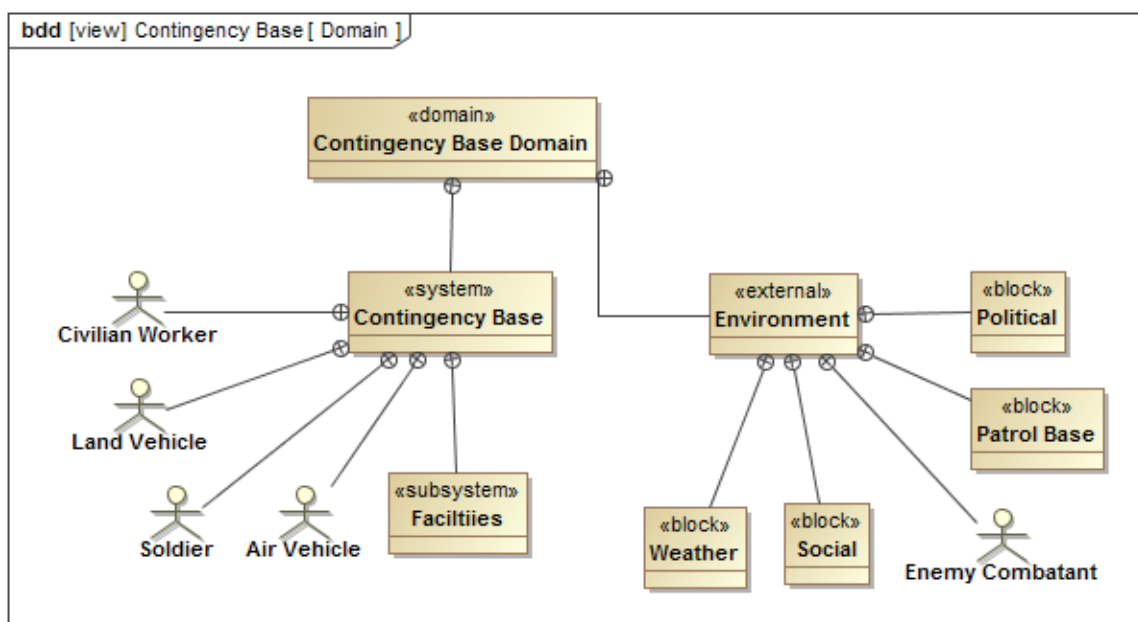 bdd [view] Contingency Base [ Domain ]
«domain»
Contingency Base Domain
«system»
Contingency Base
«external»
Environment
«block»
Political
Civilian Worker
«block»
Patrol Base
Land Vehicle
«subsystem»
Faciltiies
«block»
Weather
«block»
Social
Soldier
Air Vehicle
Enemy Combatant